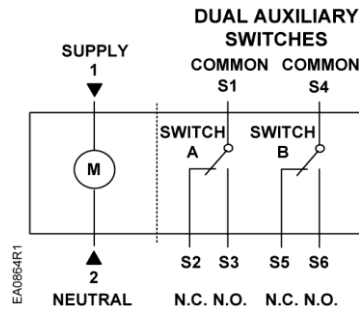 DUAL AUXILIARY
SWITCHES
SUPPLY
1
COMMON COMMON
S1 S4
SWITCH
A
SWITCH
B
M
2
NEUTRAL
S2 S3 S5 S6
N.C. N.O. N.C. N.O.
EA0864R1